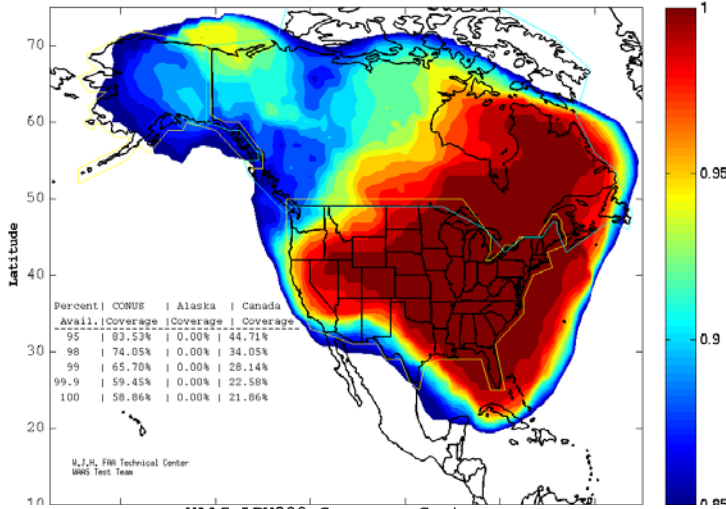 70
60
50
40
30
20
10
Latitude
1
0.95
0.9
0.85
Percent| CONUS | Alaska | Canada
Avail.|Coverage |Coverage | Coverage
95 | 83.53% | 0.00% | 44.71%
98 | 74.05% | 0.00% | 34.05%
99 | 65.70% | 0.00% | 28.14%
99.9 | 59.45% | 0.00% | 22.58%
100 | 58.86% | 0.00% | 21.86%
W.J.H. FAA Technical Center
WAAS Test Team